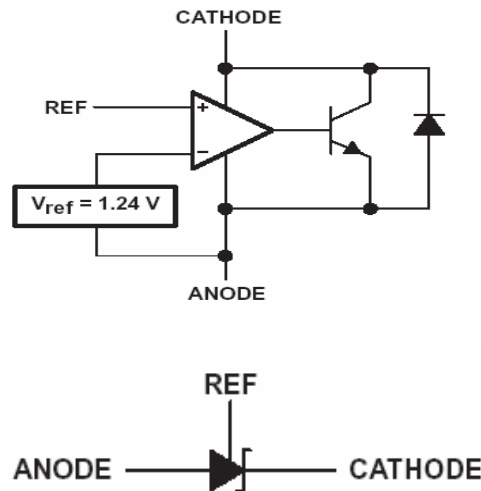 CATHODE
REF
+
−
Vref = 1.24 V
ANODE
REF
ANODE CATHODE